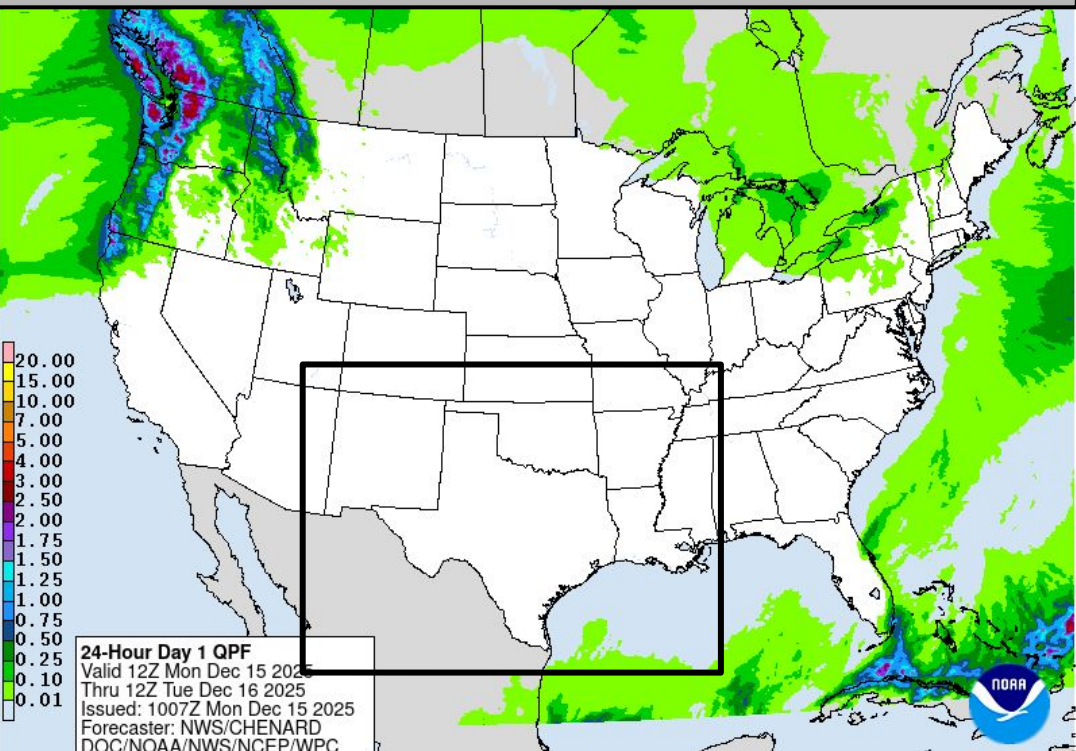 20.00
15.00
10.00
7.00
5.00
4.00
3.00
2.50
2.00
1.75
1.50
1.25
1.00
0.75
0.50
0.25
0.10
0.01
24-Hour Day 1 QPF
Valid 12Z Mon Dec 15 2025
Thru 12Z Tue Dec 16 2025
Issued: 1007Z Mon Dec 15 2025
Forecaster: NWS/CHENARD
DOC/NOAA/NWS/NCEP/WPC
NOAA